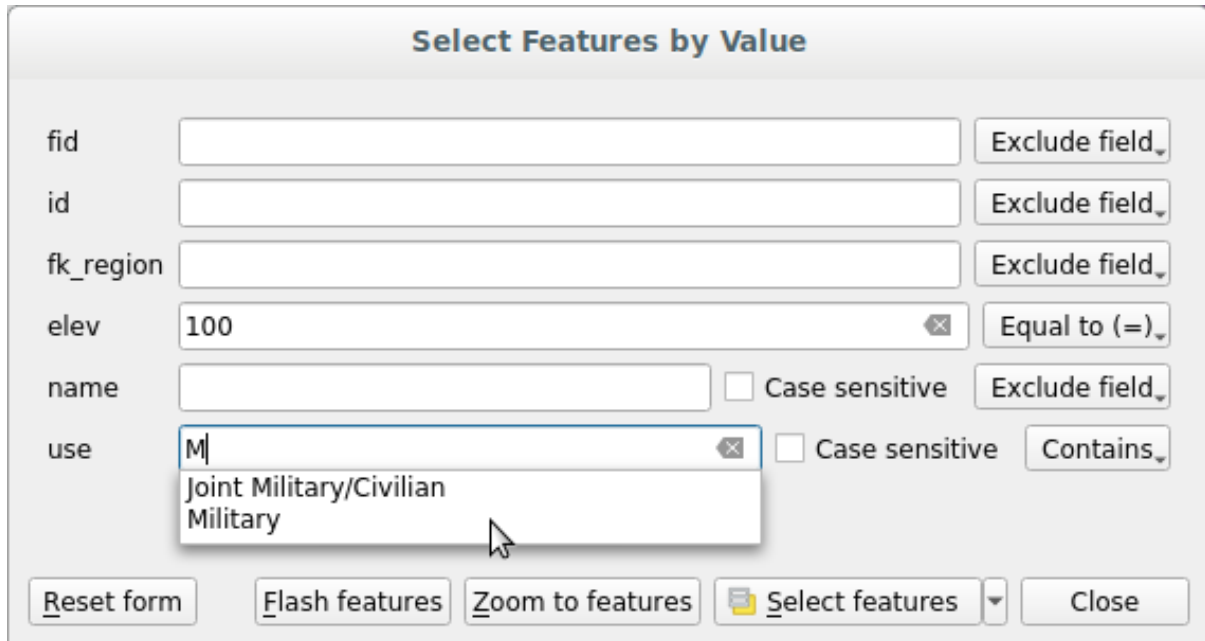 Select Features by Value
fid Exclude field
id Exclude field
fk_region Exclude field
elev 100 Equal to (=)
name Case sensitive Exclude field
use M Case sensitive Contains
Joint Military/Civilian
Military
Reset form Flash features Zoom to features Select features Close